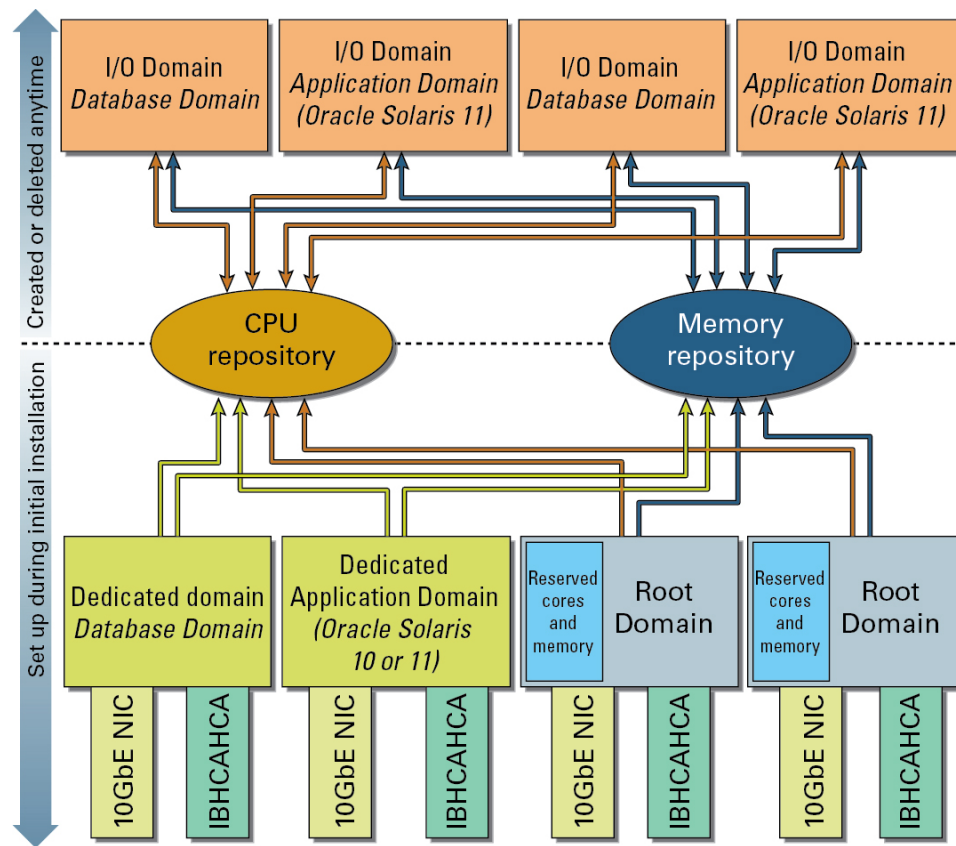 Created or deleted anytime
I/O Domain
Database Domain
I/O Domain
Application Domain
(Oracle Solaris 11)
I/O Domain
Database Domain
I/O Domain
Application Domain
(Oracle Solaris 11)
CPU
repository
Memory
repository
Set up during initial installation
Dedicated domain
Database Domain
Dedicated
Application Domain
(Oracle Solaris
10 or 11)
Reserved
cores
and
memory
Root
Domain
Reserved
cores and
memory
Root
Domain
10GbE NIC
IBHCAHCA
10GbE NIC
IBHCAHCA
10GbE NIC
IBHCAHCA
10GbE NIC
IBHCAHCA